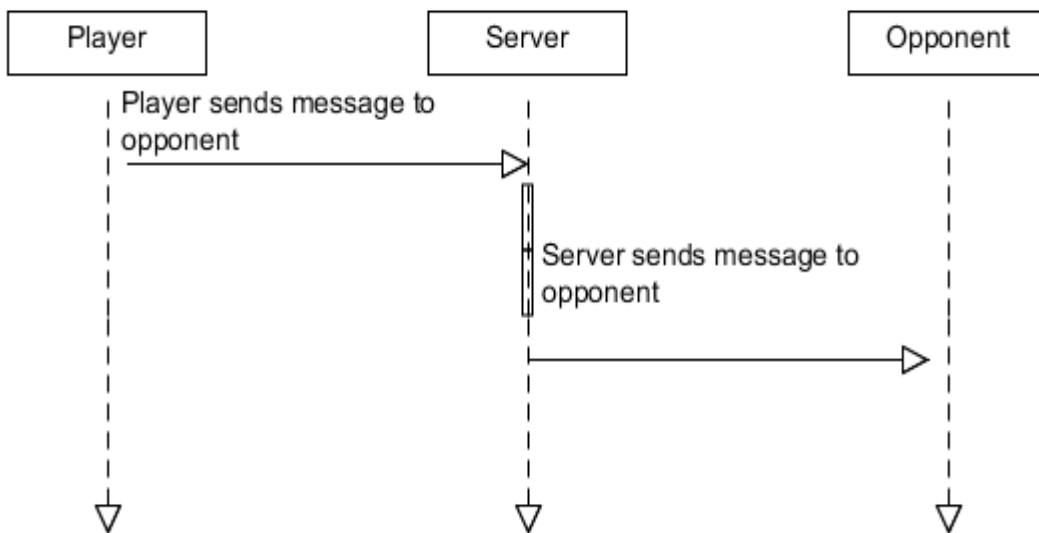 Player
Server
Opponent
Player sends message to
opponent
Server sends message to
opponent